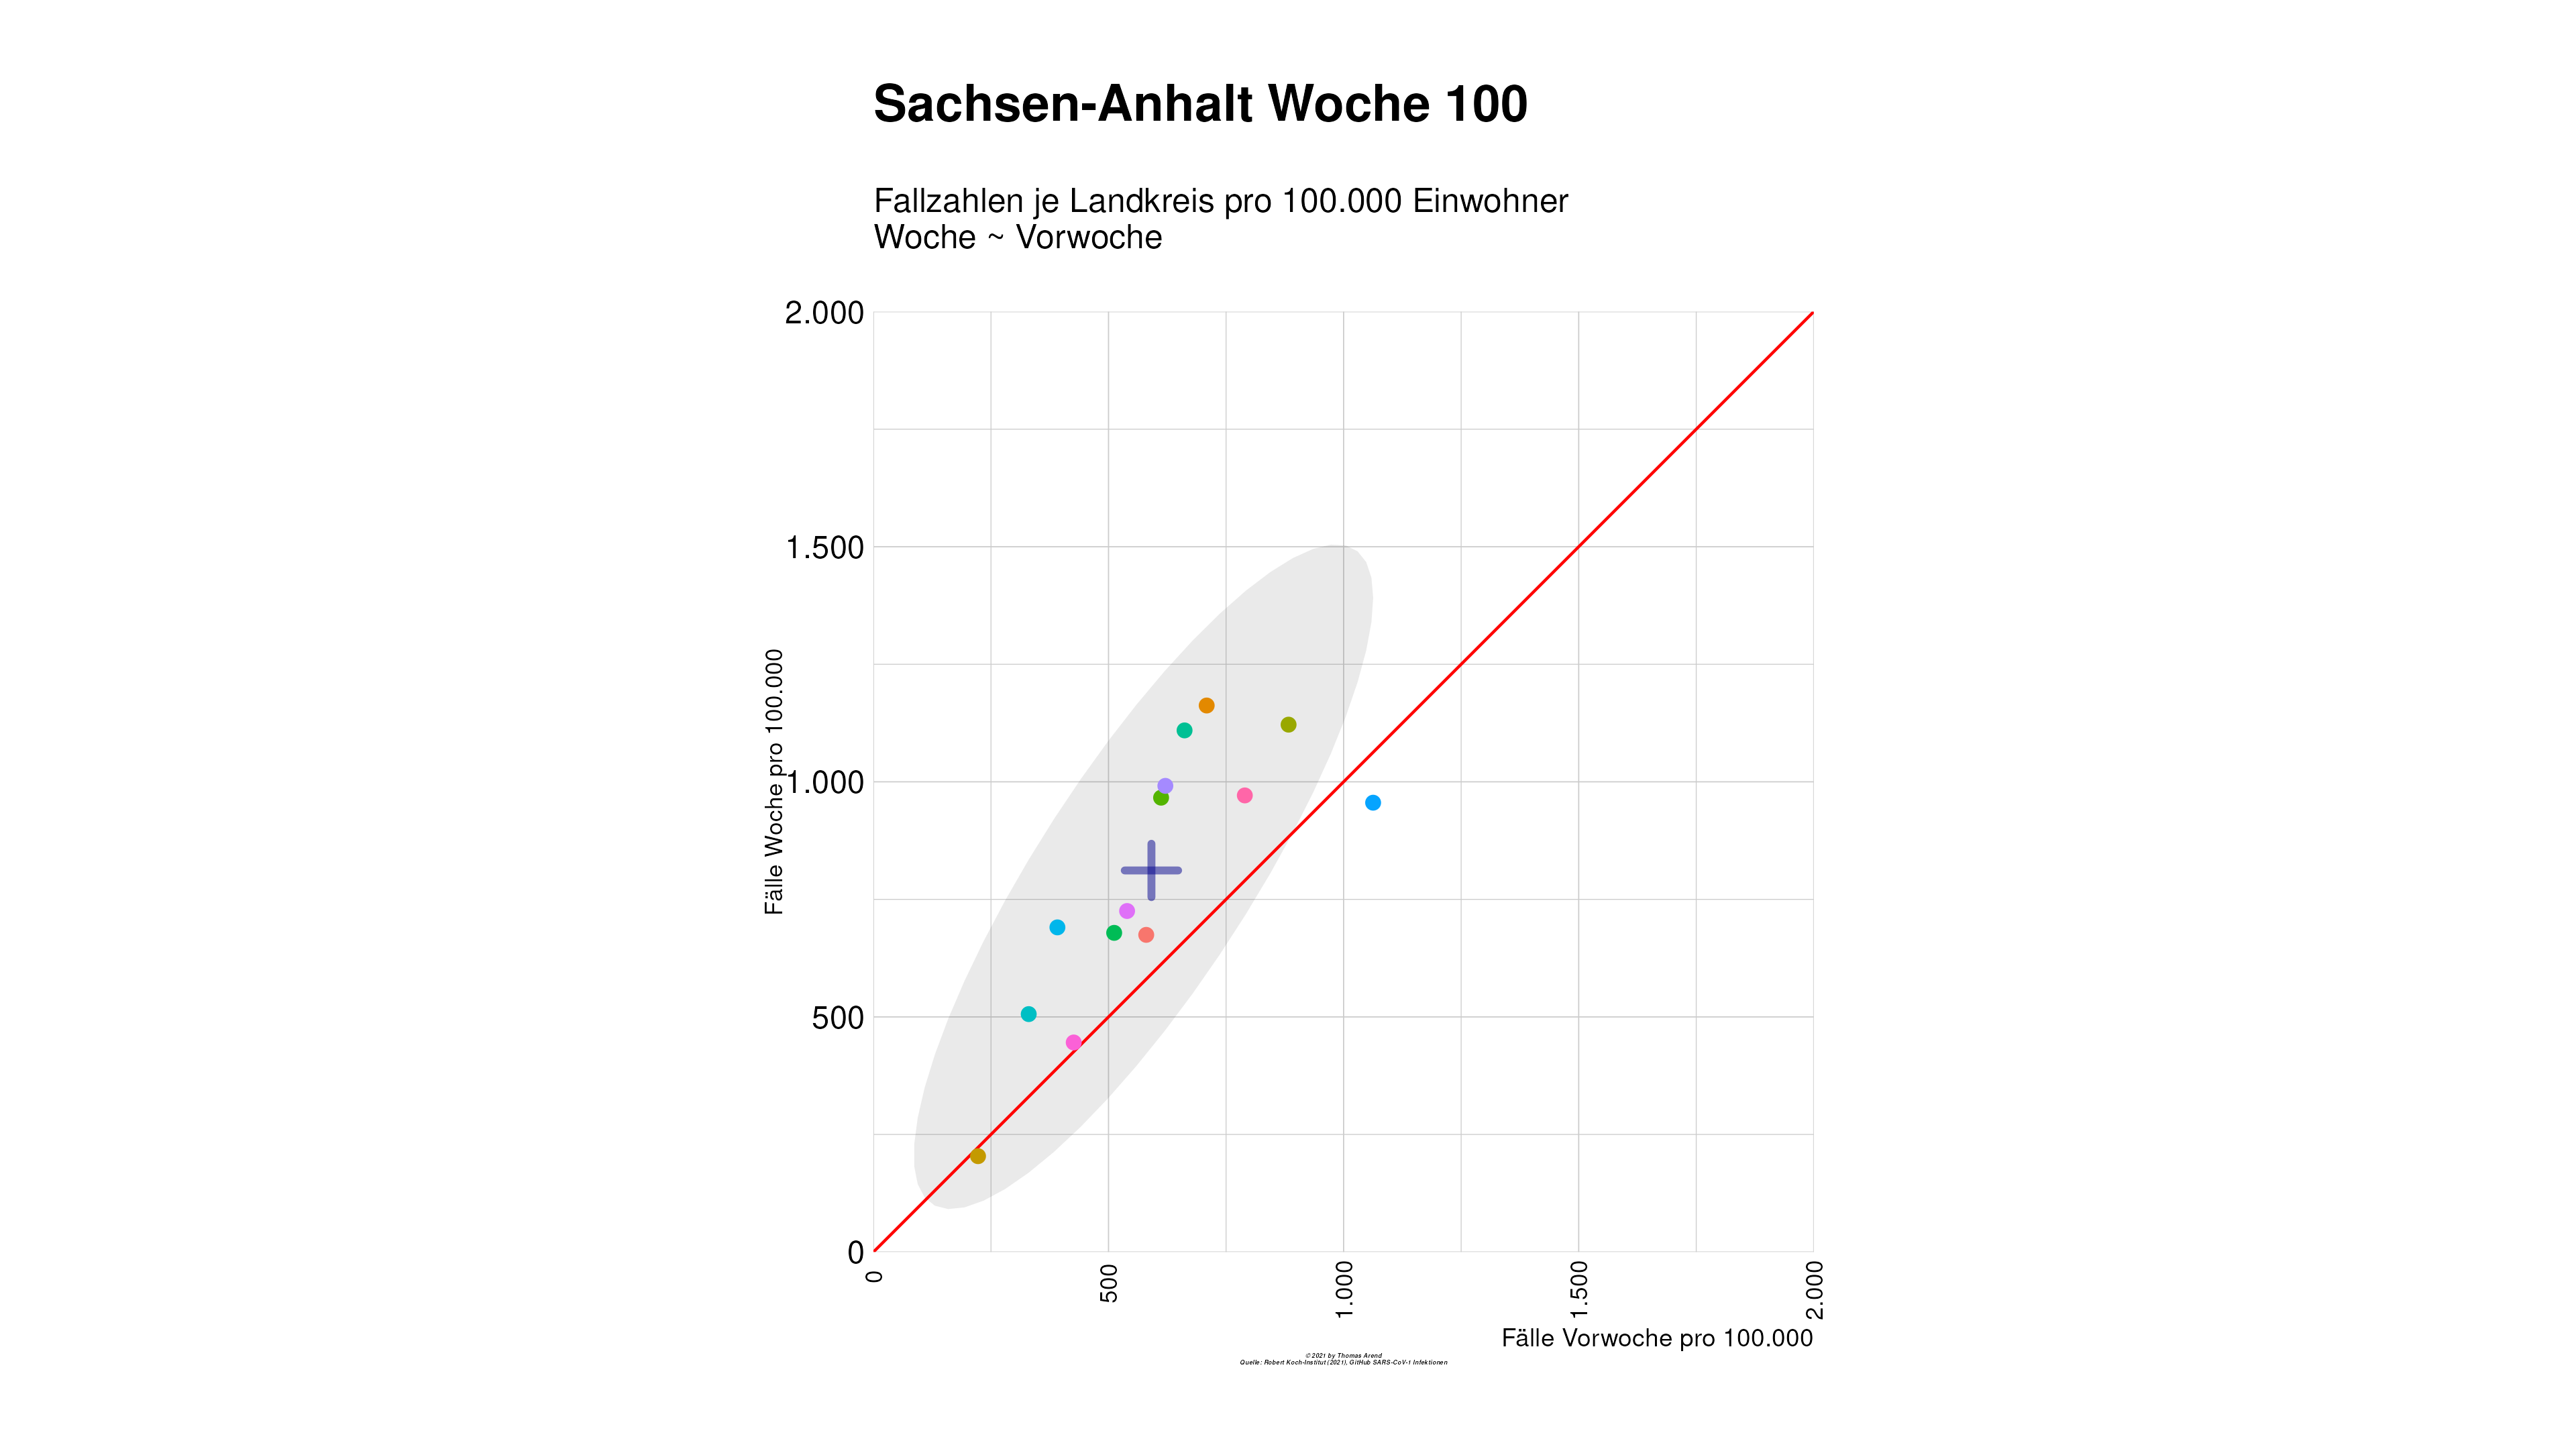 Sachsen-Anhalt Woche 100
Fallzahlen je Landkreis pro 100.000 Einwohner
Woche ~ Vorwoche
Fälle Woche pro 100.000
2.000
1.500
1.000
500
0
0
500
1.000
1.500
2.000
Fälle Vorwoche pro 100.000
© 2021 by Thomas Arend
Quelle: Robert Koch-Institut (2021), GitHub SARS-CoV-1 Infektionen